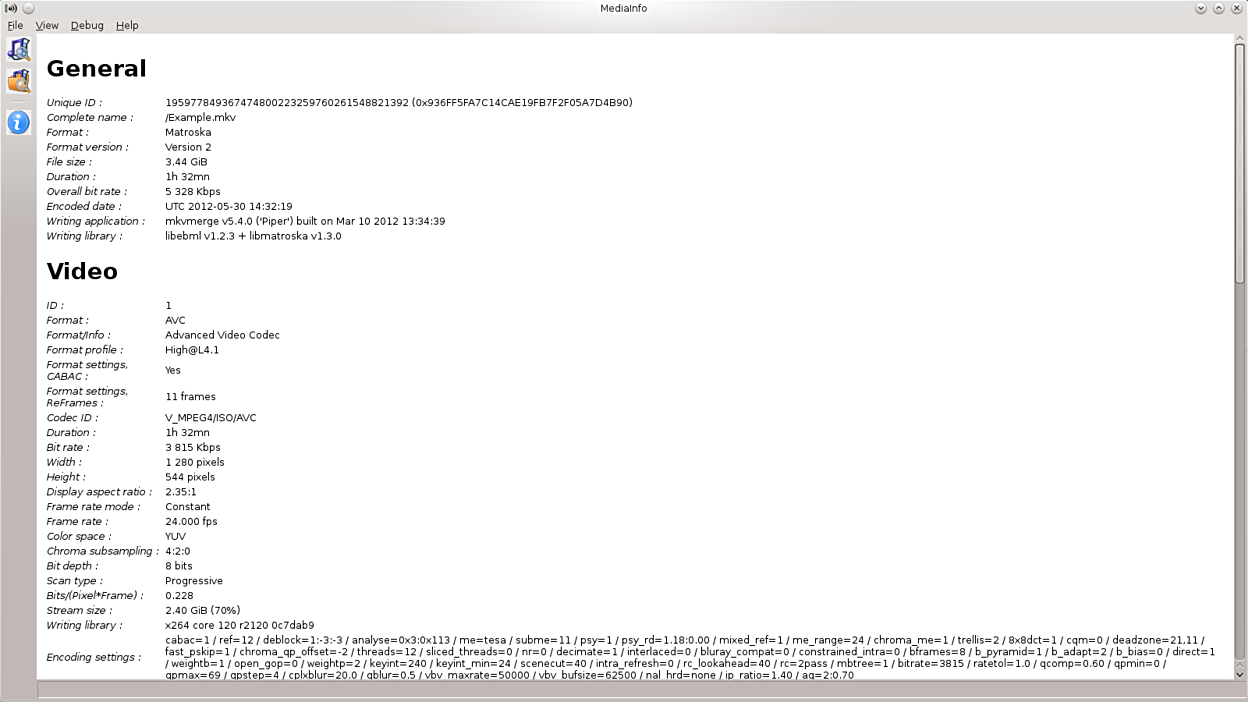 MediaInfo
File View Debug Help
General
Unique ID : 195977849367474800223259760261548821392 (0x936FF5FA7C14CAE19FB7F2F05A7D4B90)
Complete name : /Example.mkv
Format : Matroska
Format version : Version 2
File size : 3.44 GiB
Duration : 1h 32mn
Overall bit rate : 5 328 Kbps
Encoded date : UTC 2012-05-30 14:32:19
Writing application : mkvmerge v5.4.0 ('Piper') built on Mar 10 2012 13:34:39
Writing library : libebml v1.2.3 + libmatroska v1.3.0
Video
ID : 1
Format : AVC
Format/Info : Advanced Video Codec
Format profile : High@L4.1
Format settings, CABAC : Yes
Format settings, ReFrames : 11 frames
Codec ID : V_MPEG4/ISO/AVC
Duration : 1h 32mn
Bit rate : 3 815 Kbps
Width : 1 280 pixels
Height : 544 pixels
Display aspect ratio : 2.35:1
Frame rate mode : Constant
Frame rate : 24.000 fps
Color space : YUV
Chroma subsampling : 4:2:0
Bit depth : 8 bits
Scan type : Progressive
Bits/(Pixel*Frame) : 0.228
Stream size : 2.40 GiB (70%)
Writing library : x264 core 120 r2120 0c7dab9
Encoding settings : cabac=1 / ref=12 / deblock=1:-3:-3 / analyse=0x3:0x113 / me=tesa / subme=11 / psy=1 / psy_rd=1.18:0.00 / mixed_ref=1 / me_range=24 / chroma_me=1 / trellis=2 / 8x8dct=1 / cqm=0 / deadzone=21,11 /
fast_pskip=1 / chroma_qp_offset=-2 / threads=12 / sliced_threads=0 / nr=0 / decimate=1 / interlaced=0 / bluray_compat=0 / constrained_intra=0 / bframes=8 / b_pyramid=1 / b_adapt=2 / b_bias=0 / direct=1
/ weightb=1 / open_gop=0 / weightp=2 / keyint=240 / keyint_min=24 / scenecut=40 / intra_refresh=0 / rc_lookahead=40 / rc=2pass / mbtree=1 / bitrate=3815 / ratetol=1.0 / qcomp=0.60 / qpmin=0 /
qpmax=69 / qpstep=4 / cplxblur=20.0 / qblur=0.5 / vbv_maxrate=50000 / vbv_bufsize=62500 / nal_hrd=none / ip_ratio=1.40 / aq=2:0.70